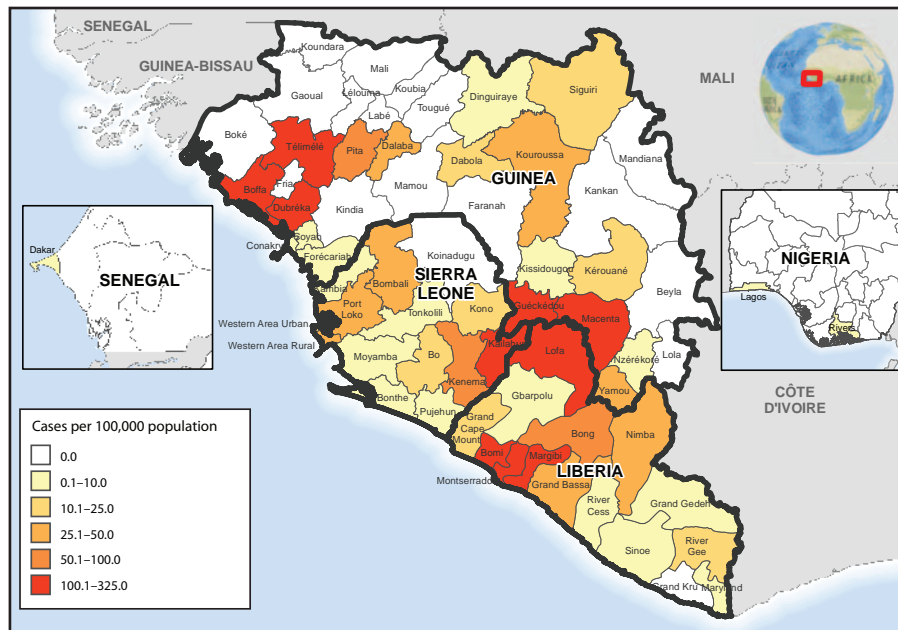 SENEGAL
GUINEA-BISSAU
MALI
Koundara
Mali
Gaoual
Lélouma
Koubia
Labé
Tougué
Dinguiraye
Siguiri
Boké
Télimélé
Pita
Dalaba
Dabola
Kouroussa
Mandiana
Fria
Boffa
Mamou
GUINEA
Kankan
Dubréka
Kindia
Faranah
Conakry
Coyah
Forécariah
Koinadugu
Kissidougou
Kérouané
Beyla
SIERRA
LEONE
Kambia
Bombali
Port
Loko
Tonkolili
Kono
Guéckédou
Macenta
Western Area Urban
Western Area Rural
Moyamba
Bo
Kailahun
Kenema
Lofa
Nzérékoré
Lola
Yamou
Bonthe
Pujehun
Gbarpolu
Grand
Cape
Mount
Bong
Nimba
Bomi
Margibi
LIBERIA
Montserrado
Grand Bassa
River
Cess
Grand Gedeh
Sinoe
River
Gee
Grand Kru
Maryland
CÔTE
D'IVOIRE
AFRICA
Dakar
SENEGAL
NIGERIA
Lagos
Rivers
Cases per 100,000 population
0.0
0.1–10.0
10.1–25.0
25.1–50.0
50.1–100.0
100.1–325.0